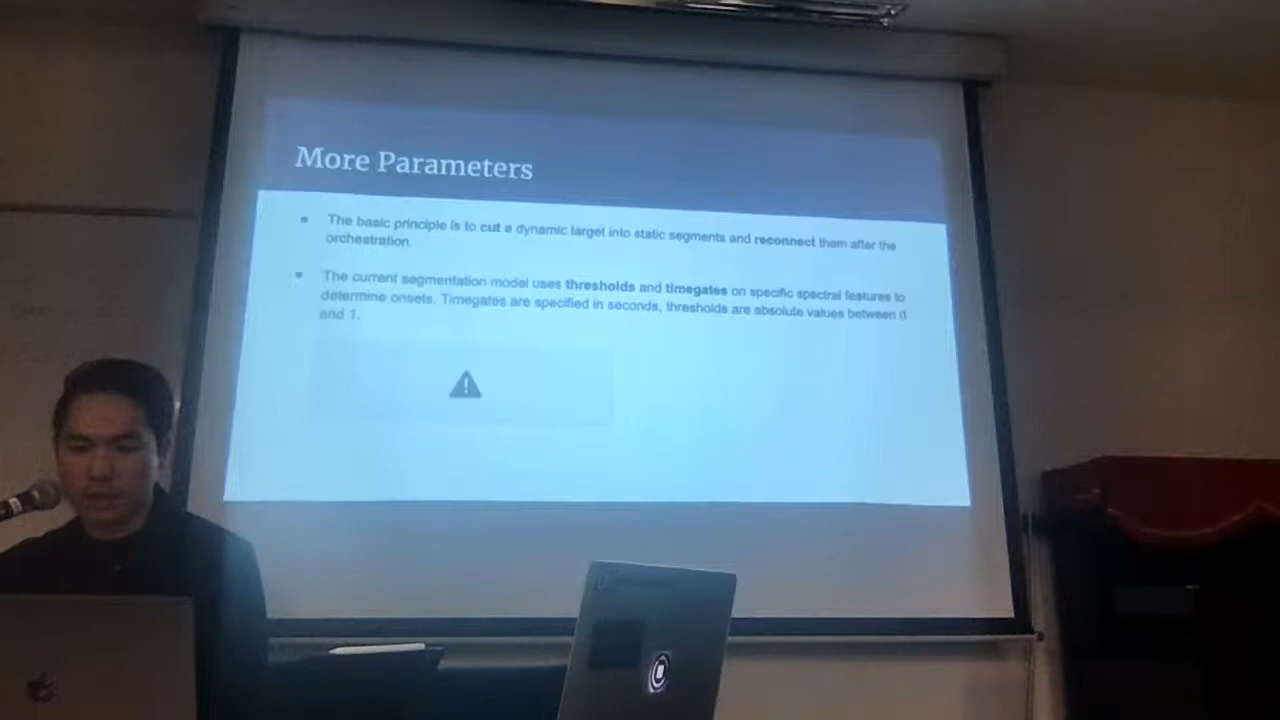 More Parameters
The basic principle is to cut a dynamic target into static segments and reconnect them after the
orchestration.
The current segmentation model uses thresholds and timegates on specific spectral features to
determine onsets. Timegates are specified in seconds, thresholds are absolute values between 0
and 1.